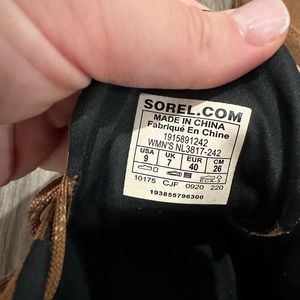 SOREL.COM
MADE IN CHINA
Fabriqué En Chine
1915891242
WMN'S NL3817-242
USA UK EUR CM
9 7 40 26
10175 CJF 0920 220
193855796300